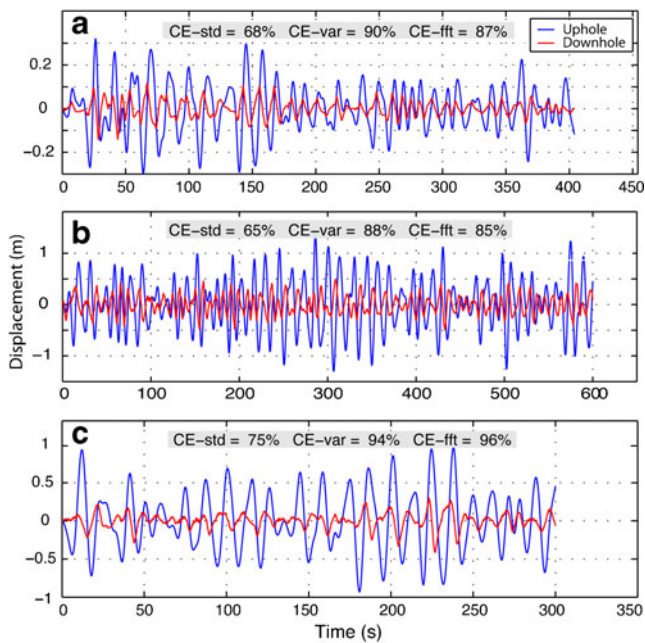 a
CE-std = 68% CE-var = 90% CE-fft = 87%
Uphole
Downhole
0.2
0
−0.2
0 50 100 150 200 250 300 350 400 450
b
CE-std = 65% CE-var = 88% CE-fft = 85%
1
0
−1
0 100 200 300 400 500 600
Displacement (m)
c
CE-std = 75% CE-var = 94% CE-fft = 96%
1
0.5
0
−0.5
−1
0 50 100 150 200 250 300 350
Time (s)